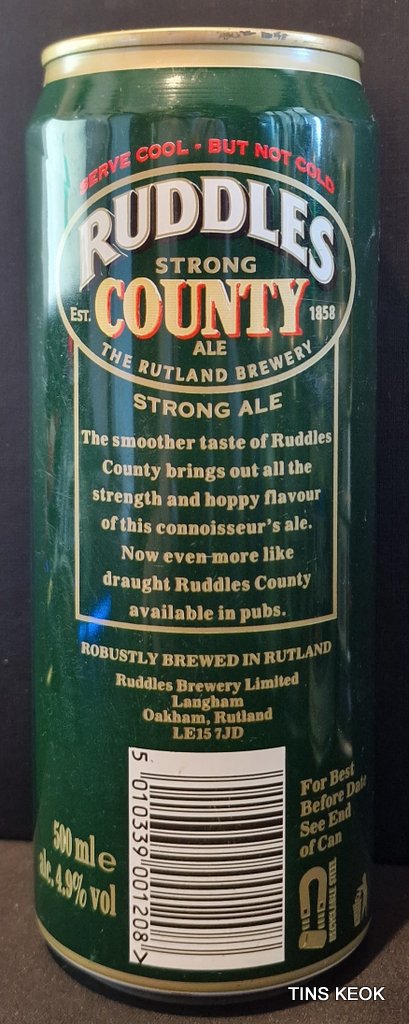 SERVE COOL - BUT NOT COLD
RUDDLES
STRONG
Est. COUNTY 1858
ALE
THE RUTLAND BREWERY
STRONG ALE
The smoother taste of Ruddles
County brings out all the
strength and hoppy flavour
of this connoisseur's ale.
Now even more like
draught Ruddles County
available in pubs.
ROBUSTLY BREWED IN RUTLAND
Ruddles Brewery Limited
Langham
Oakham, Rutland
LE15 7JD
For Best
Before Date
See End
of Can
500 ml e
alc. 4.9% vol
5 010339 001208 >
RECYCLABLE STEEL
TINS KEOK